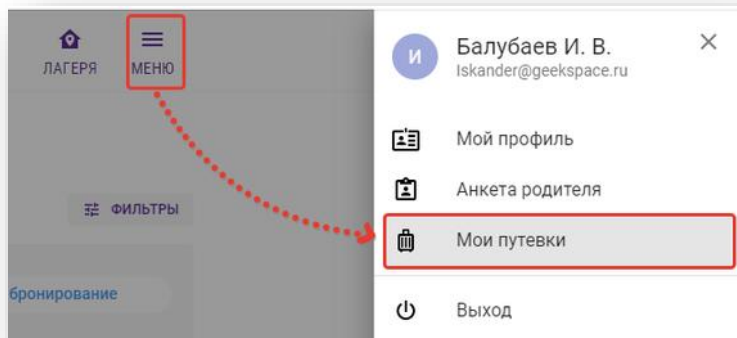 ЛАГЕРЯ
МЕНЮ
ФИЛЬТРЫ
бронирование
И
Балубаев И. В.
Iskander@geekspace.ru
Мой профиль
Анкета родителя
Мои путевки
Выход